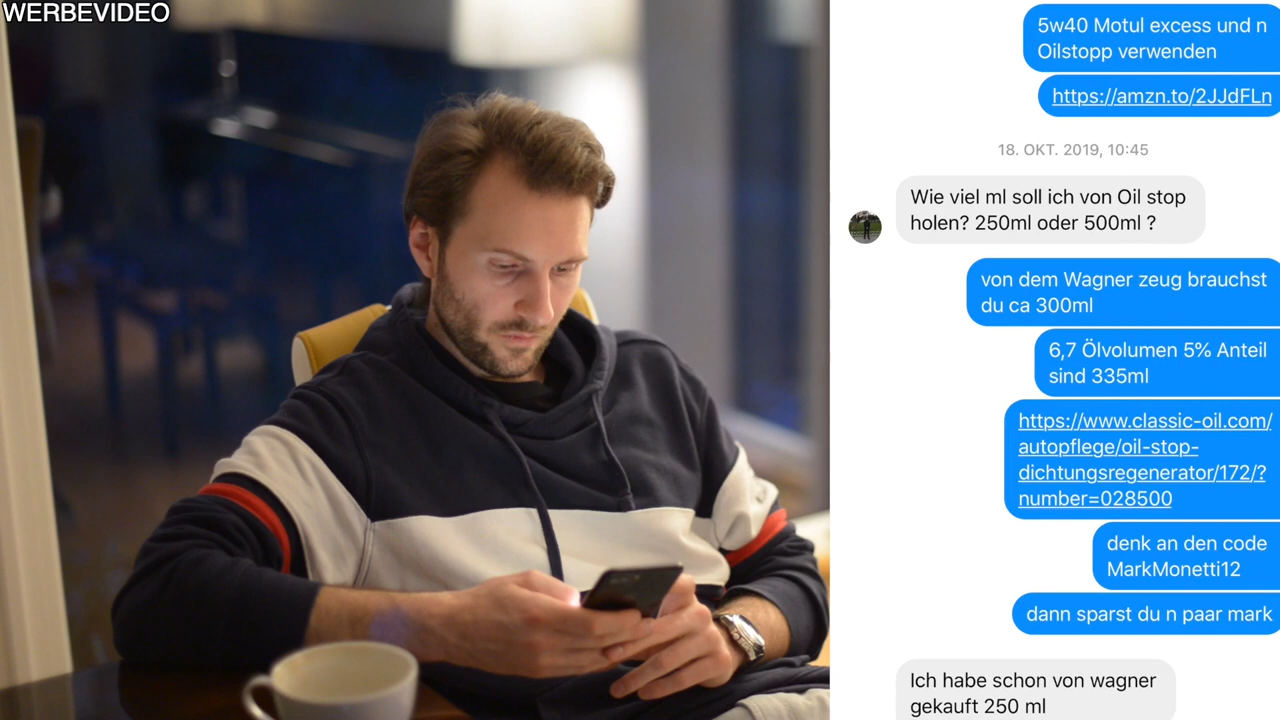 WERBEVIDEO
5w40 Motul excess und n
Oilstopp verwenden
https://amzn.to/2JJdFLn
18. OKT. 2019, 10:45
Wie viel ml soll ich von Oil stop
holen? 250ml oder 500ml ?
von dem Wagner zeug brauchst
du ca 300ml
6,7 Ölvolumen 5% Anteil
sind 335ml
https://www.classic-oil.com/
autopflege/oil-stop-
dichtungsregenerator/172/?
number=028500
denk an den code
MarkMonetti12
dann sparst du n paar mark
Ich habe schon von wagner
gekauft 250 ml